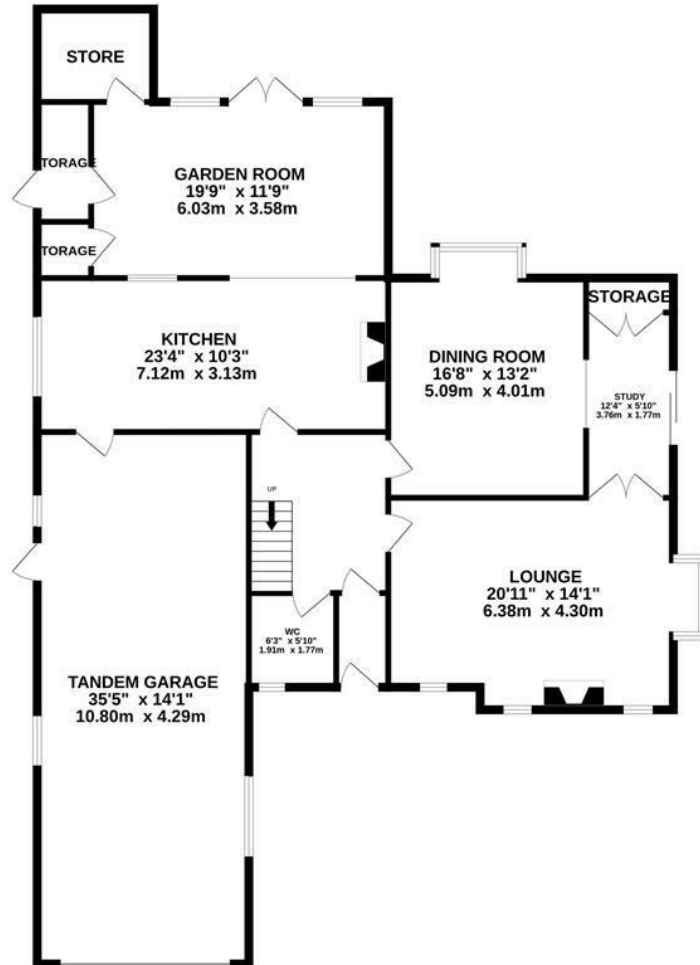 STORE
TORAGE
GARDEN ROOM
19'9" x 11'9"
6.03m x 3.58m
TORAGE
KITCHEN
23'4" x 10'3"
7.12m x 3.13m
STORAGE
DINING ROOM
16'8" x 13'2"
5.09m x 4.01m
STUDY
12'4" x 5'10"
3.76m x 1.77m
UP
LOUNGE
20'11" x 14'1"
6.38m x 4.30m
WC
6'3" x 5'10"
1.91m x 1.77m
TANDEM GARAGE
35'5" x 14'1"
10.80m x 4.29m